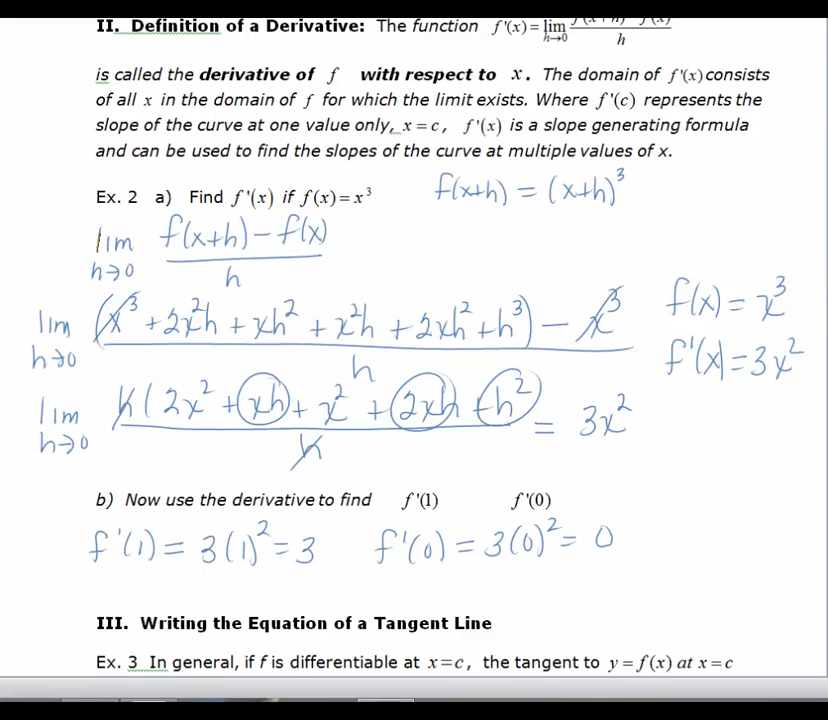 II. Definition of a Derivative: The function f'(x) = lim h→0 f(x+h) - f(x) / h
is called the derivative of f with respect to x. The domain of f'(x) consists
of all x in the domain of f for which the limit exists. Where f'(c) represents the
slope of the curve at one value only, x = c, f'(x) is a slope generating formula
and can be used to find the slopes of the curve at multiple values of x.
Ex. 2 a) Find f'(x) if f(x) = x³ f(x+h) = (x+h)³
lim h→0 f(x+h) - f(x) / h
lim h→0 (x³ + 2x²h + xh² + x²h + 2xh² + h³) - x³ / h
f(x) = x³
f'(x) = 3x²
lim h→0 h(2x² + xh + x² + 2xh + h² / h = 3x²
b) Now use the derivative to find f'(1) f'(0)
f'(1) = 3(1)² = 3 f'(0) = 3(0)² = 0
III. Writing the Equation of a Tangent Line
Ex. 3 In general, if f is differentiable at x = c, the tangent to y = f(x) at x = c